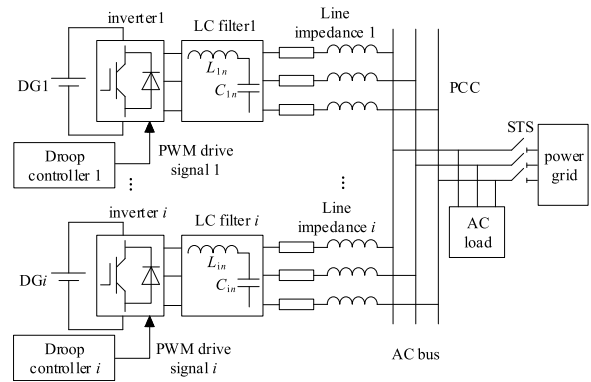 inverter1
LC filter1
Line
impedance 1
L1n
C1n
DG1
PCC
STS
power
grid
Droop
controller 1
PWM drive
signal 1
AC
load
⋮
⋮
inverter i
LC filter i
Line
impedance i
Lin
Cin
DGi
Droop
controller i
PWM drive
signal i
AC bus